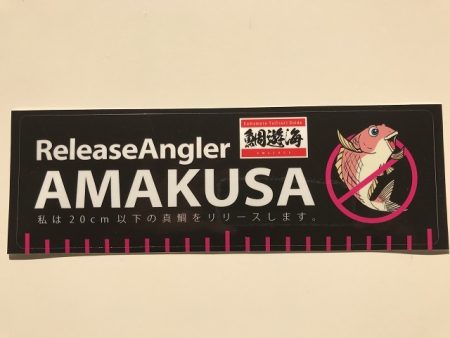 ReleaseAngler
鯛遊海
AMAKUSA
私は20cm以下の真鯛をリリースします。